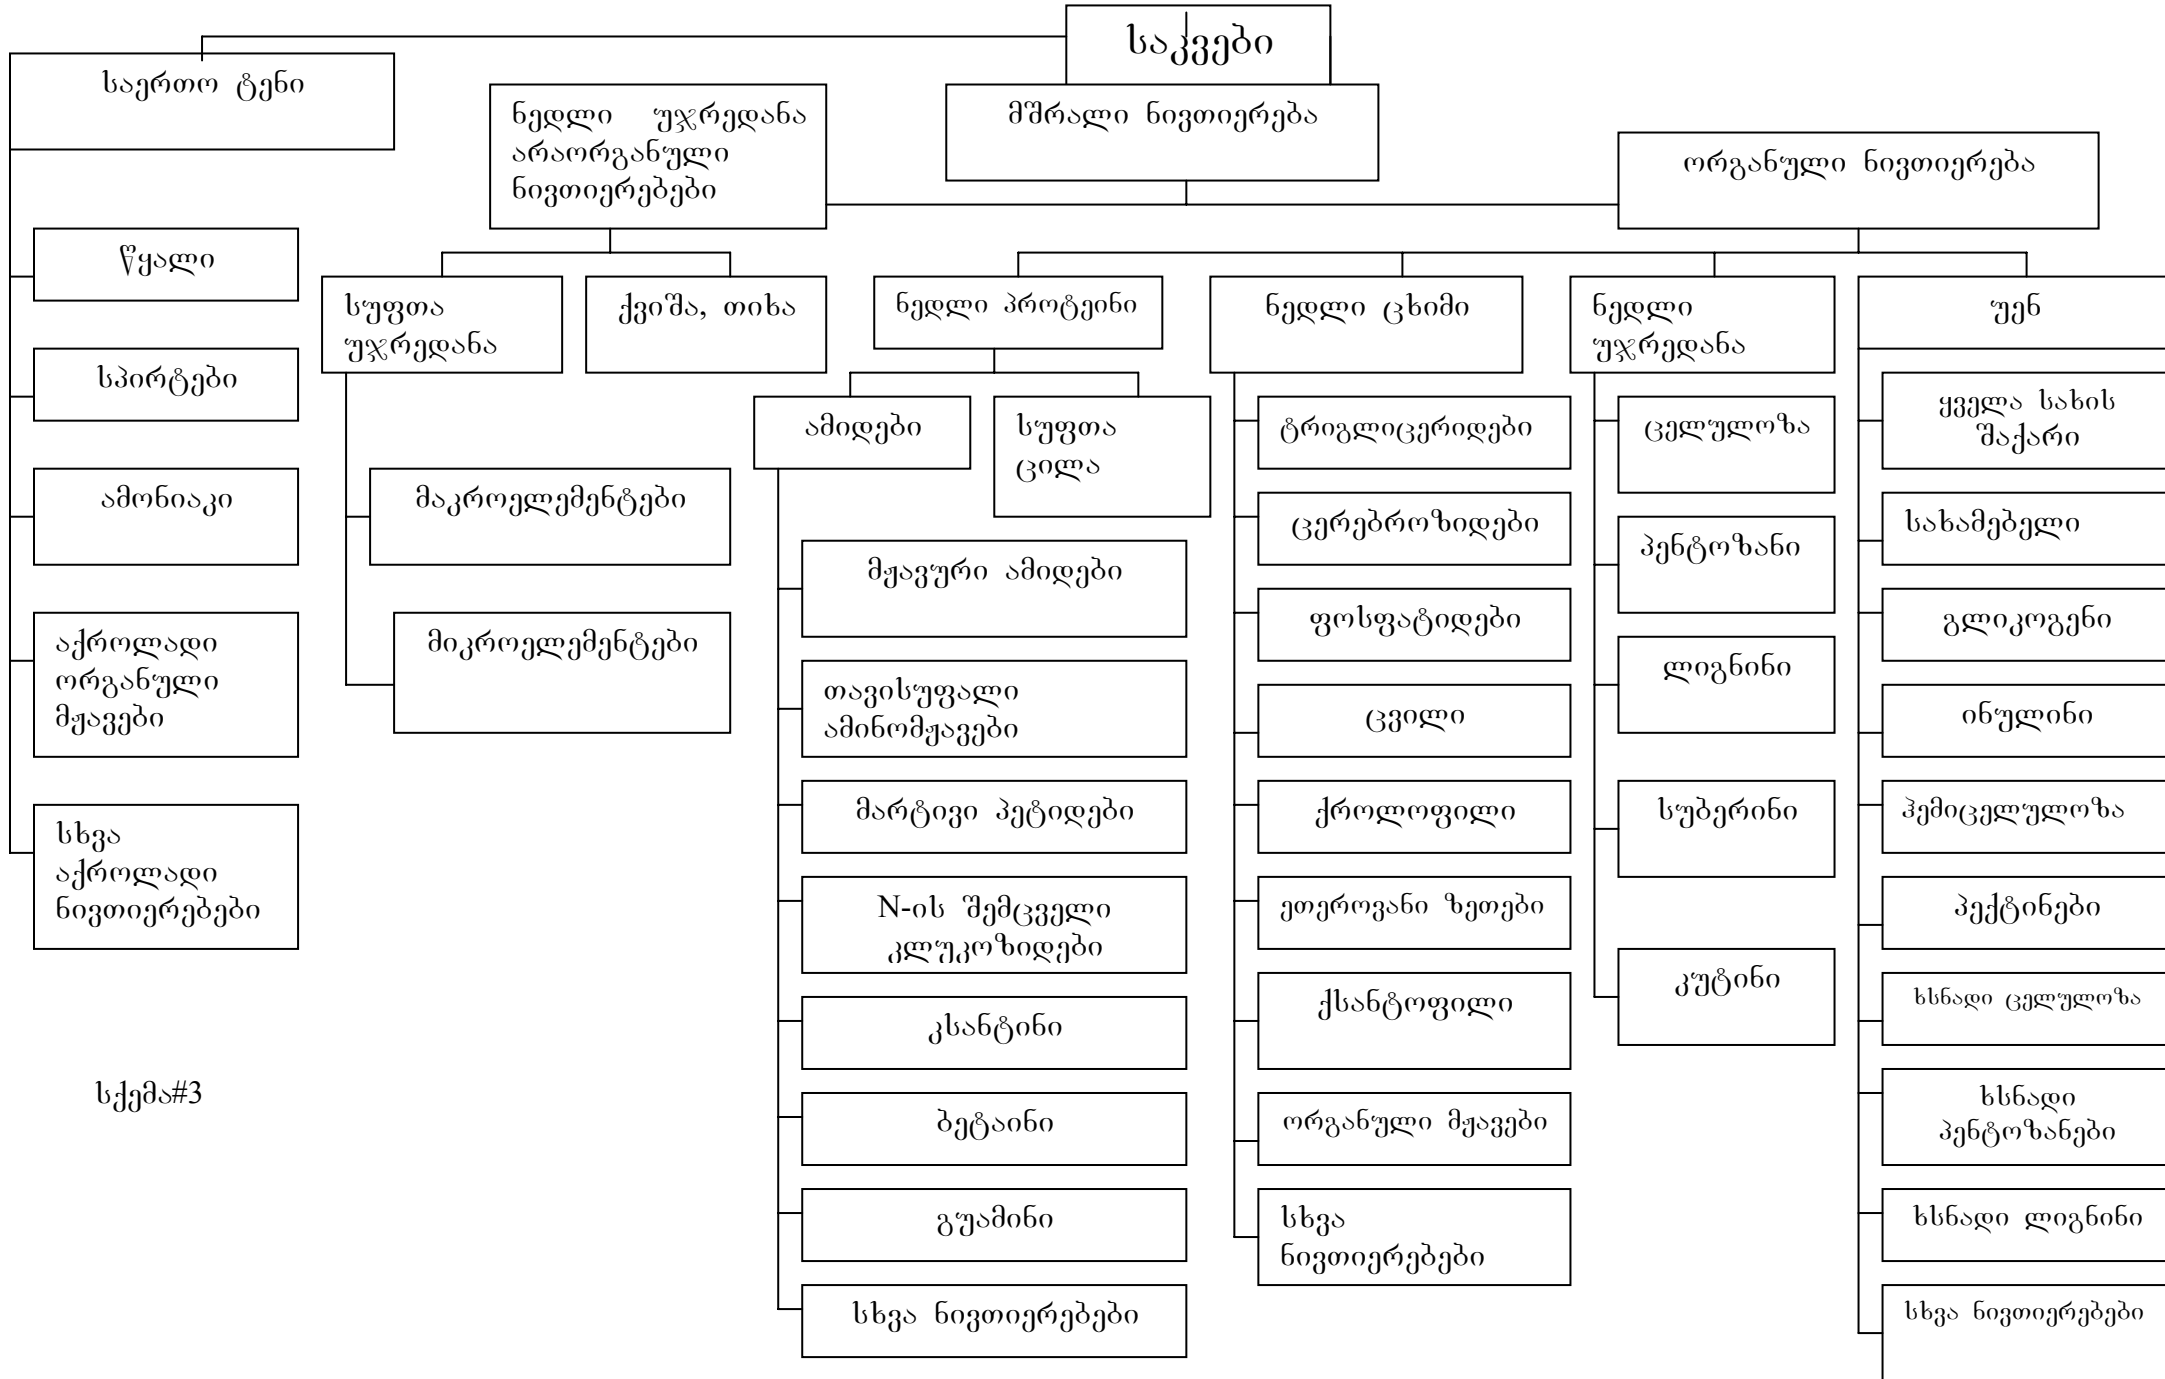 საკვები
საერთო ტენი
წყალი
სპირტები
ამონიაკი
აქროლადი
ორგანული
მჟავები
სხვა
აქროლადი
ნივთიერებები
მშრალი ნივთიერება
ნედლი უჯრედანა
არაორგანული
ნივთიერებები
სუფთა
უჯრედანა
მაკროელემენტები
მიკროელემენტები
ქვიშა, თიხა
ორგანული ნივთიერება
ნედლი პროტეინი
ამიდები
მჟავური ამიდები
თავისუფალი
ამინომჟავები
მარტივი პეტიდები
N-ის შემცველი
კლუკოზიდები
კსანტინი
ბეტაინი
გუამინი
სხვა ნივთიერებები
სუფთა
ცილა
ნედლი ცხიმი
ტრიგლიცერიდები
ცერებროზიდები
ფოსფატიდები
ცვილი
ქროლოფილი
ეთეროვანი ზეთები
ქსანტოფილი
ორგანული მჟავები
სხვა
ნივთიერებები
ნედლი
უჯრედანა
ცელულოზა
პენტოზანი
ლიგნინი
სუბერინი
კუტინი
უენ
ყველა სახის
შაქარი
სახამებელი
გლიკოგენი
ინულინი
ჰემიცელულოზა
პექტინები
ხსნადი ცელულოზა
ხსნადი
პენტოზანები
ხსნადი ლიგნინი
სხვა ნივთიერებები
სქემა#3